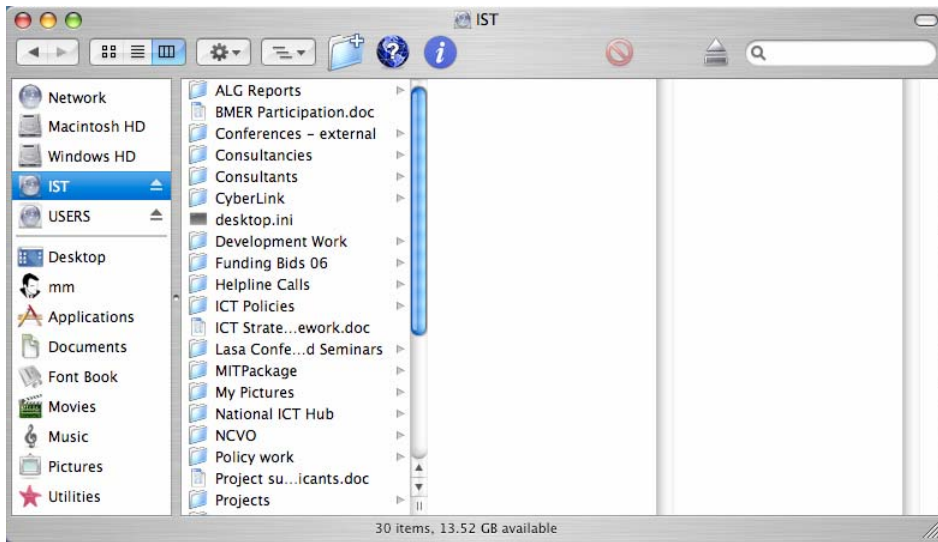 IST
Network
Macintosh HD
Windows HD
IST
USERS
Desktop
mm
Applications
Documents
Font Book
Movies
Music
Pictures
Utilities
ALG Reports
BMER Participation.doc
Conferences – external
Consultancies
Consultants
CyberLink
desktop.ini
Development Work
Funding Bids 06
Helpline Calls
ICT Policies
ICT Strate...ework.doc
Lasa Confe...d Seminars
MITPackage
My Pictures
National ICT Hub
NCVO
Policy work
Project su...icants.doc
Projects
30 items, 13.52 GB available